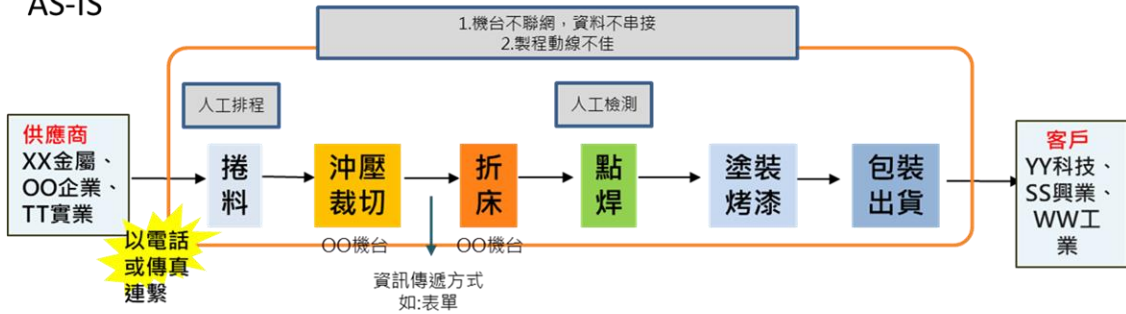 AS-IS
1.機台不聯網，資料不串接
2.製程動線不佳
人工排程
人工檢測
供應商
XX金屬、
OO企業、
TT實業
捲
料
沖壓
裁切
折
床
點
焊
塗裝
烤漆
包裝
出貨
客戶
YY科技、
SS興業、
WW工
業
以電話
或傳真
連繫
OO機台
OO機台
資訊傳遞方式
如:表單